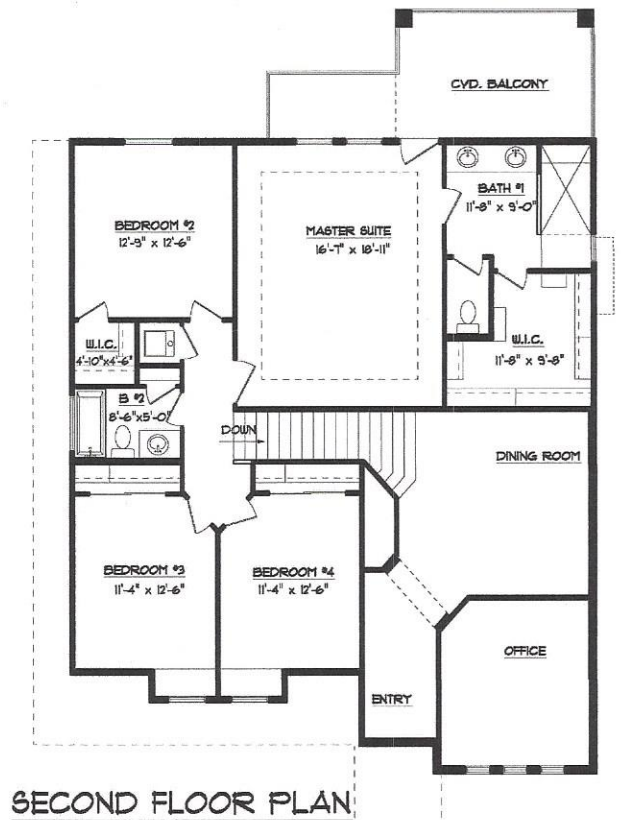 CVD. BALCONY
BATH #1
11'-8" x 9'-0"
BEDROOM #2
12'-9" x 12'-6"
MASTER SUITE
16'-7" x 18'-11"
W.I.C.
4'-10"x4'-6"
W.I.C.
11'-8" x 9'-8"
B #2
8'-6"x5'-0"
DOWN
DINING ROOM
BEDROOM #3
11'-4" x 12'-6"
BEDROOM #4
11'-4" x 12'-6"
OFFICE
ENTRY
SECOND FLOOR PLAN